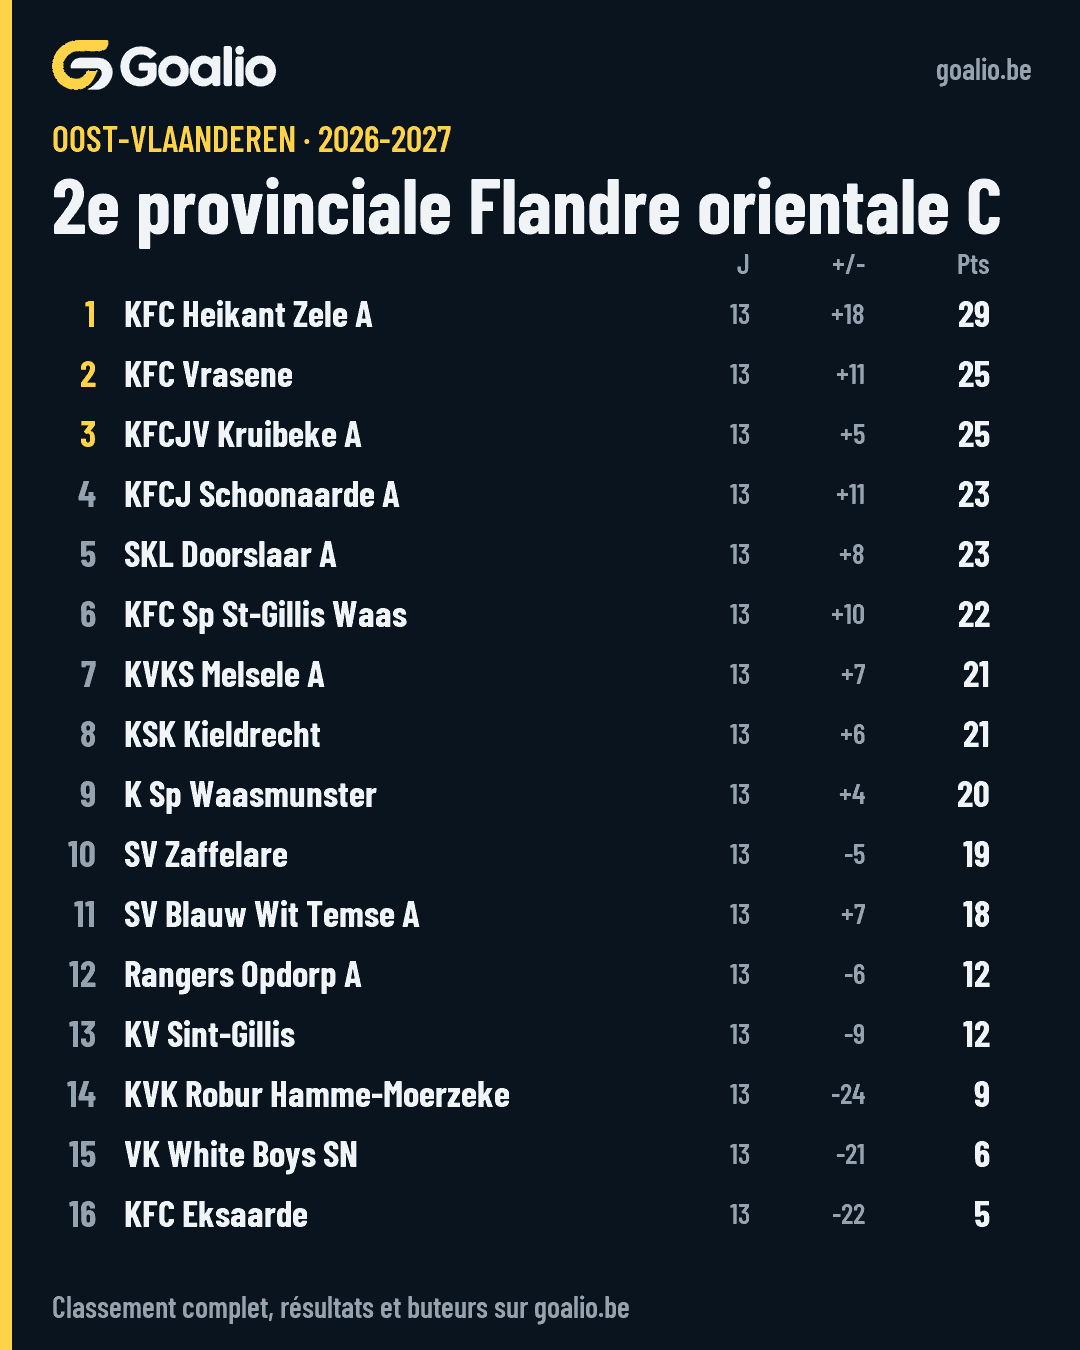 Goalio
goalio.be
OOST-VLAANDEREN · 2026-2027
2e provinciale Flandre orientale C
J +/- Pts
1 KFC Heikant Zele A 13 +18 29
2 KFC Vrasene 13 +11 25
3 KFCJV Kruibeke A 13 +5 25
4 KFCJ Schoonaarde A 13 +11 23
5 SKL Doorslaar A 13 +8 23
6 KFC Sp St-Gillis Waas 13 +10 22
7 KVKS Melsele A 13 +7 21
8 KSK Kieldrecht 13 +6 21
9 K Sp Waasmunster 13 +4 20
10 SV Zaffelare 13 -5 19
11 SV Blauw Wit Temse A 13 +7 18
12 Rangers Opdorp A 13 -6 12
13 KV Sint-Gillis 13 -9 12
14 KVK Robur Hamme-Moerzeke 13 -24 9
15 VK White Boys SN 13 -21 6
16 KFC Eksaarde 13 -22 5
Classement complet, résultats et buteurs sur goalio.be